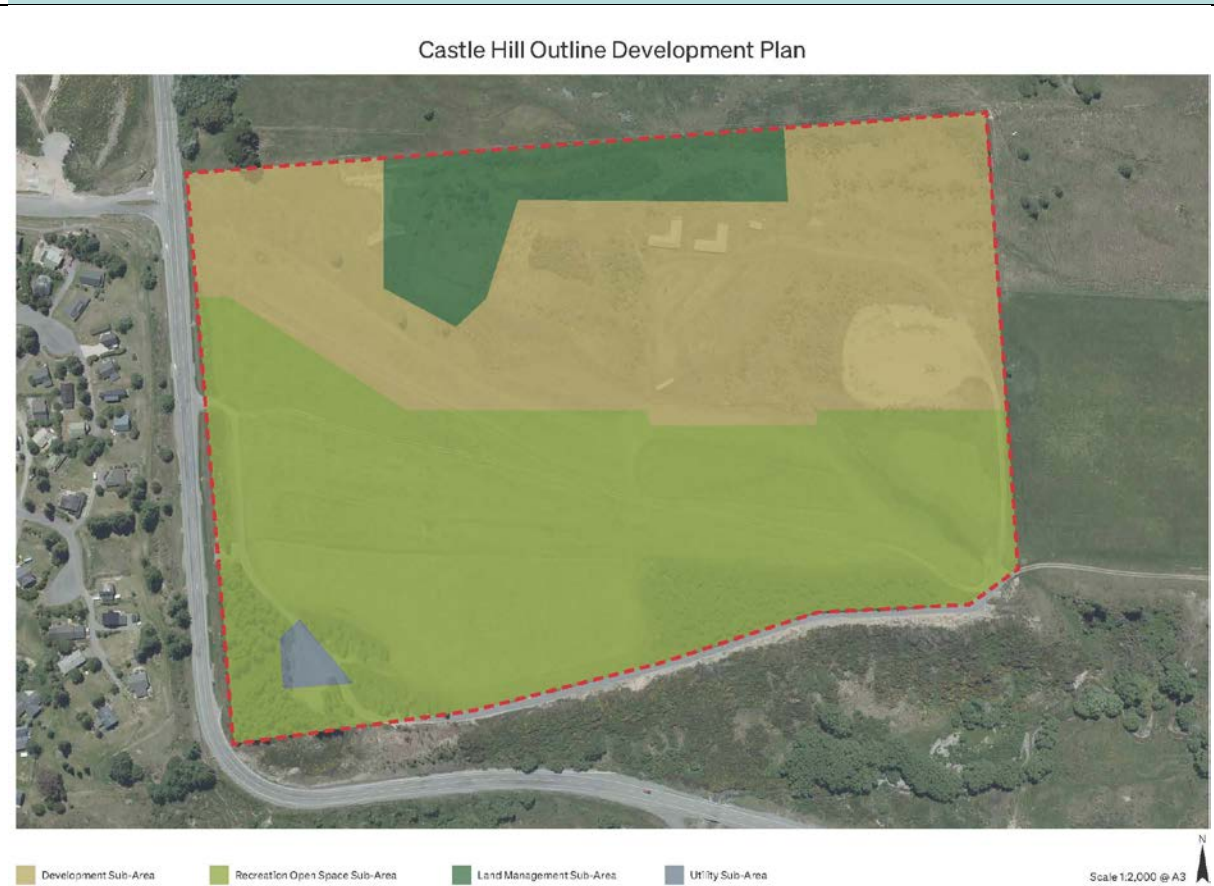 Castle Hill Outline Development Plan
N
Development Sub-Area
Recreation Open Space Sub-Area
Land Management Sub-Area
Utility Sub-Area
Scale 1:2,000 @ A3